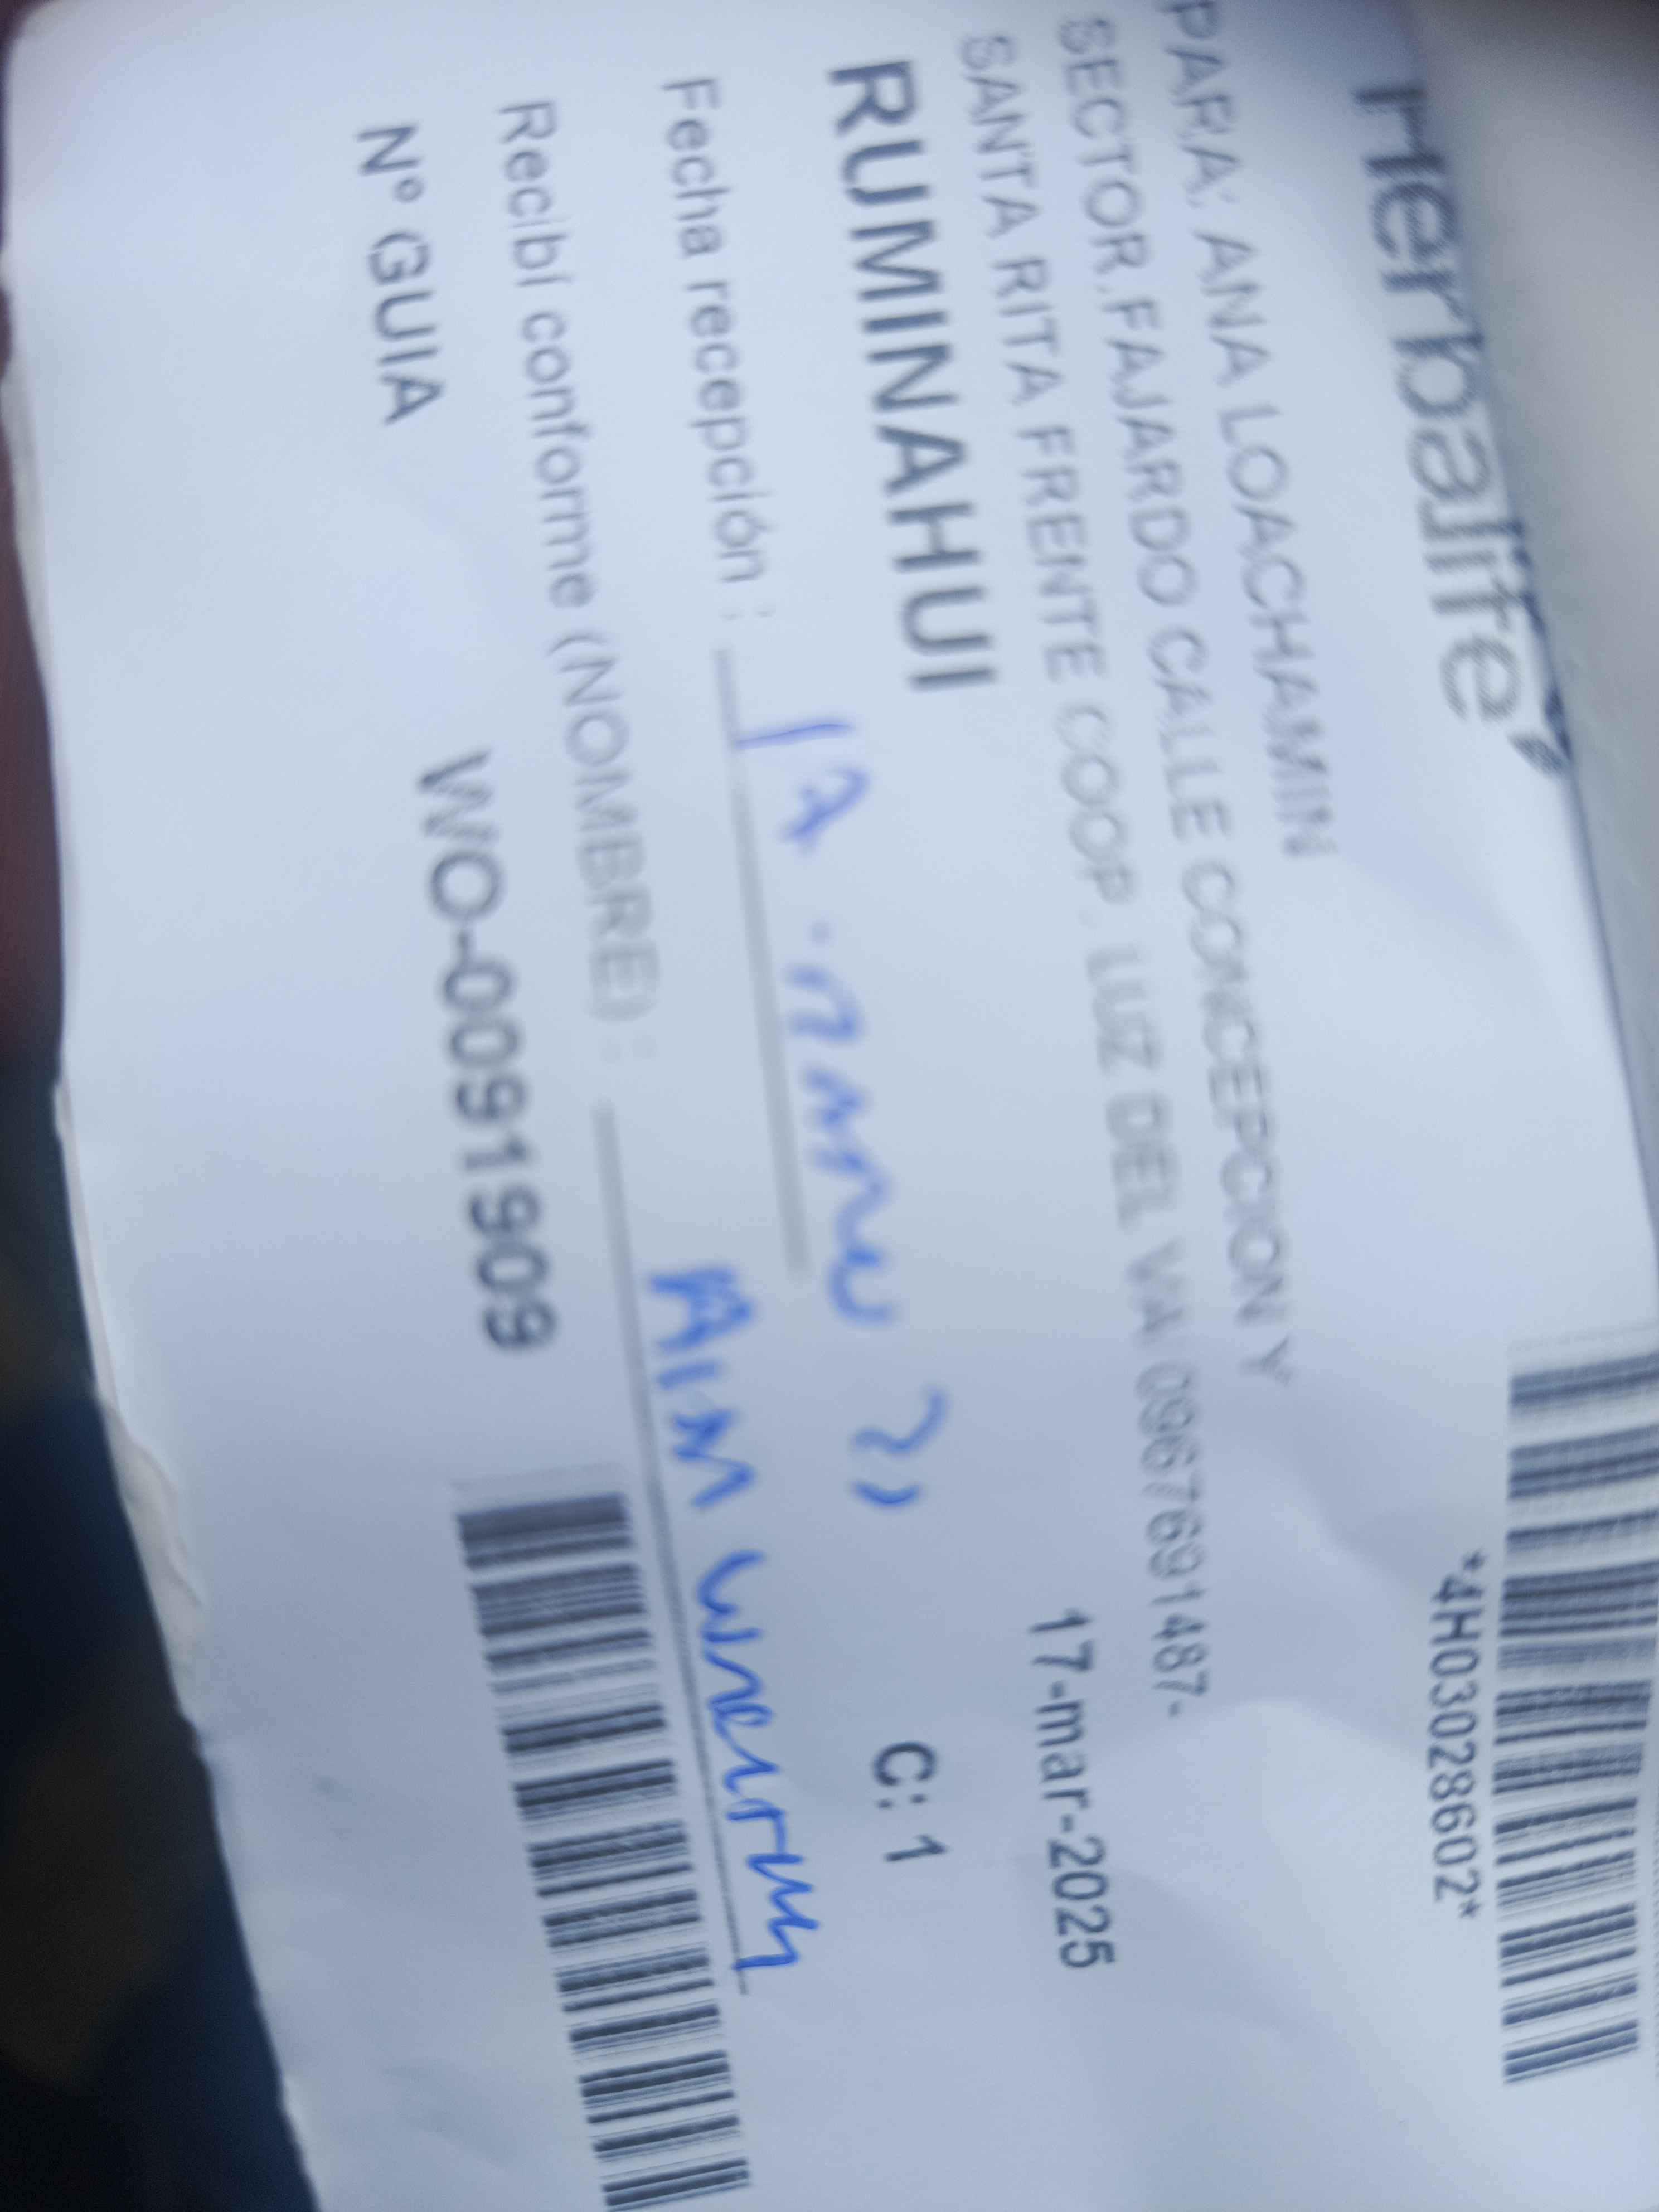 Herbalife
*4H03028602*
PARA: ANA LOACHAMIN
SECTOR.FAJARDO CALLE CONCEPCION Y
SANTA RITA FRENTE COOP. LUZ DEL VA 0967691487-
17-mar-2025
RUMINAHUI C: 1
Fecha recepción :
Recibí conforme (NOMBRE) :
N° GUIA WO-0091909